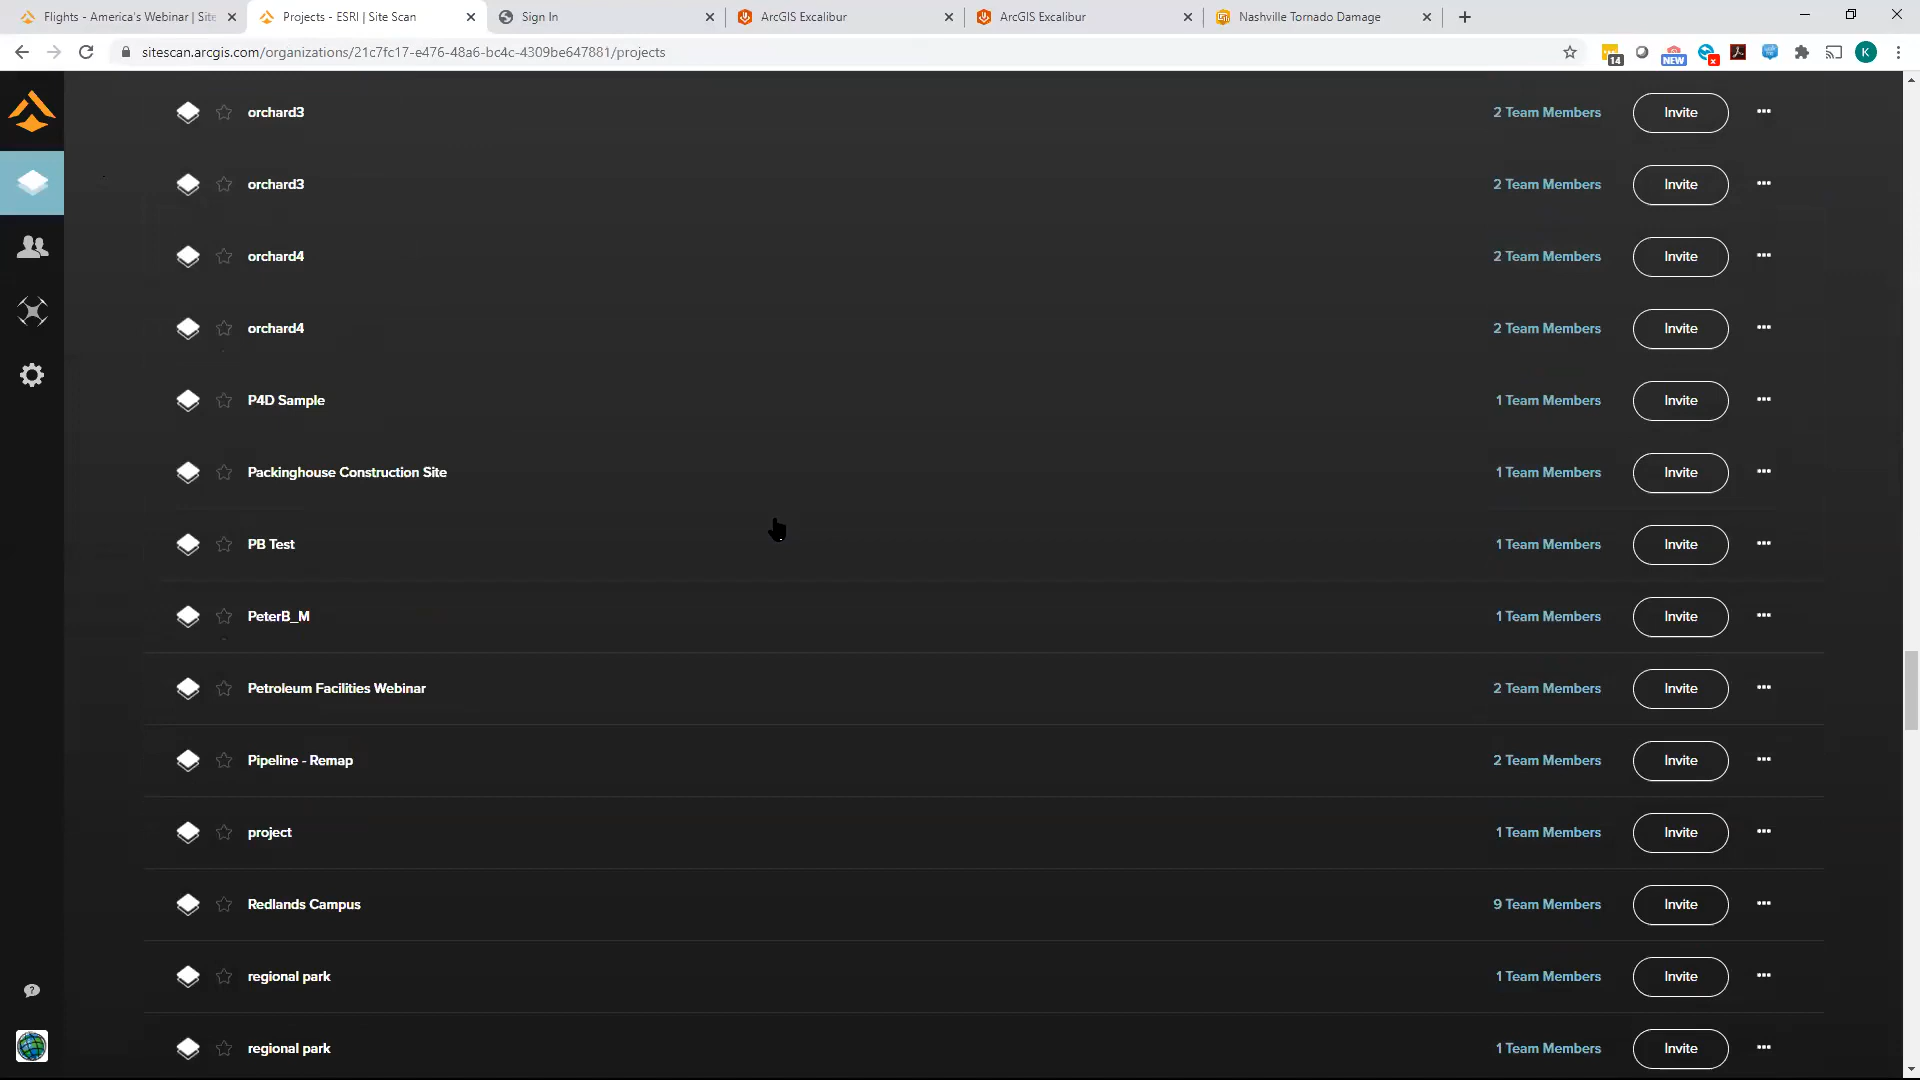 Flights - America's Webinar | Site
Projects - ESRI | Site Scan
Sign In
ArcGIS Excalibur
ArcGIS Excalibur
Nashville Tornado Damage
sitescan.arcgis.com/organizations/21c7fc17-e476-48a6-bc4c-4309be647881/projects
14
NEW
K
orchard3 2 Team Members Invite
orchard3 2 Team Members Invite
orchard4 2 Team Members Invite
orchard4 2 Team Members Invite
P4D Sample 1 Team Members Invite
Packinghouse Construction Site 1 Team Members Invite
PB Test 1 Team Members Invite
PeterB_M 1 Team Members Invite
Petroleum Facilities Webinar 2 Team Members Invite
Pipeline - Remap 2 Team Members Invite
project 1 Team Members Invite
Redlands Campus 9 Team Members Invite
regional park 1 Team Members Invite
regional park 1 Team Members Invite